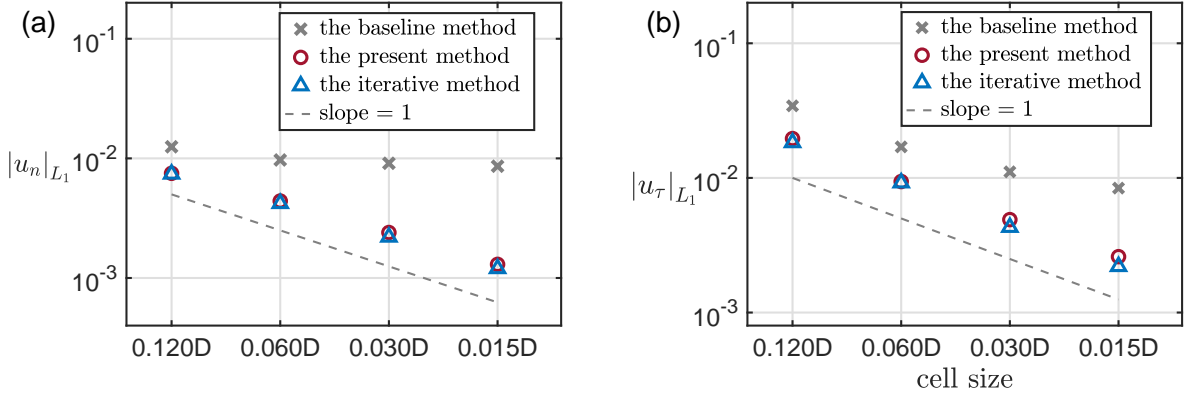 (a)
the baseline method
the present method
the iterative method
slope = 1
10^-1
10^-2
10^-3
|u_n|_{L_1}
0.120D 0.060D 0.030D 0.015D
(b)
the baseline method
the present method
the iterative method
slope = 1
10^-1
10^-2
10^-3
|u_τ|_{L_1}
0.120D 0.060D 0.030D 0.015D
cell size